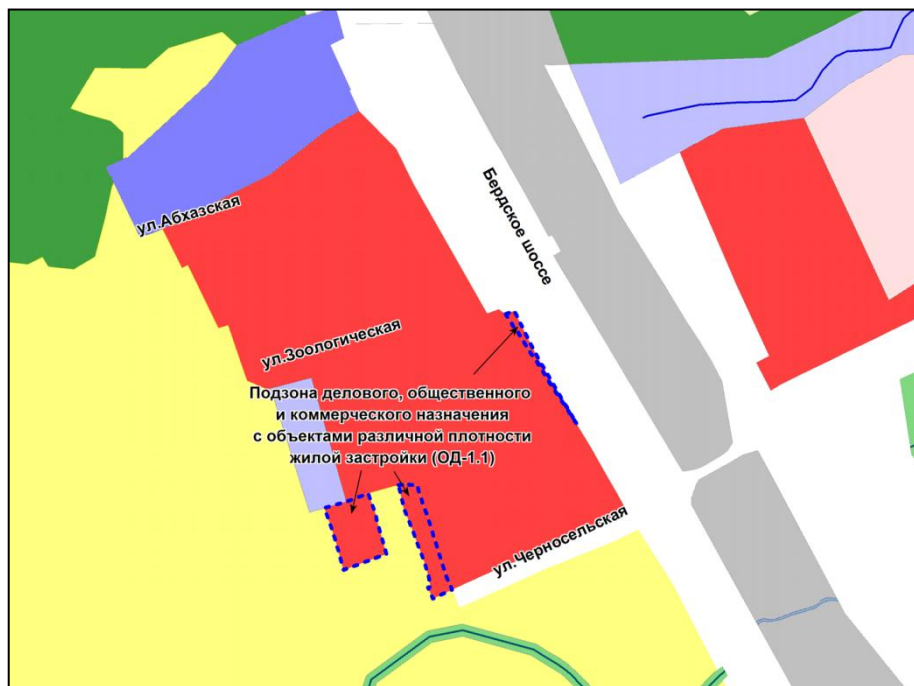 ул.Абхазская
Бердское шоссе
ул.Зоологическая
Подзона делового, общественного
и коммерческого назначения
с объектами различной плотности
жилой застройки (ОД-1.1)
ул.Черносельская